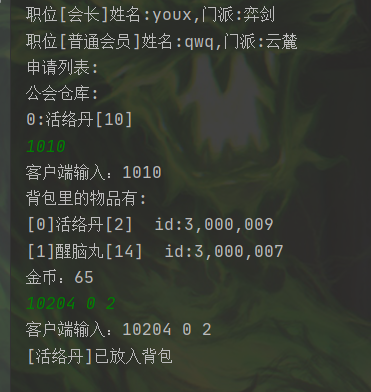 职位[会长]姓名:youx,门派:弈剑
职位[普通会员]姓名:qwq,门派:云麓
申请列表:
公会仓库:
0:活络丹[10]
1010
客户端输入: 1010
背包里的物品有:
[0]活络丹[2]  id:3,000,009
[1]醒脑丸[14]  id:3,000,007
金币: 65
10204 0 2
客户端输入: 10204 0 2
[活络丹]已放入背包